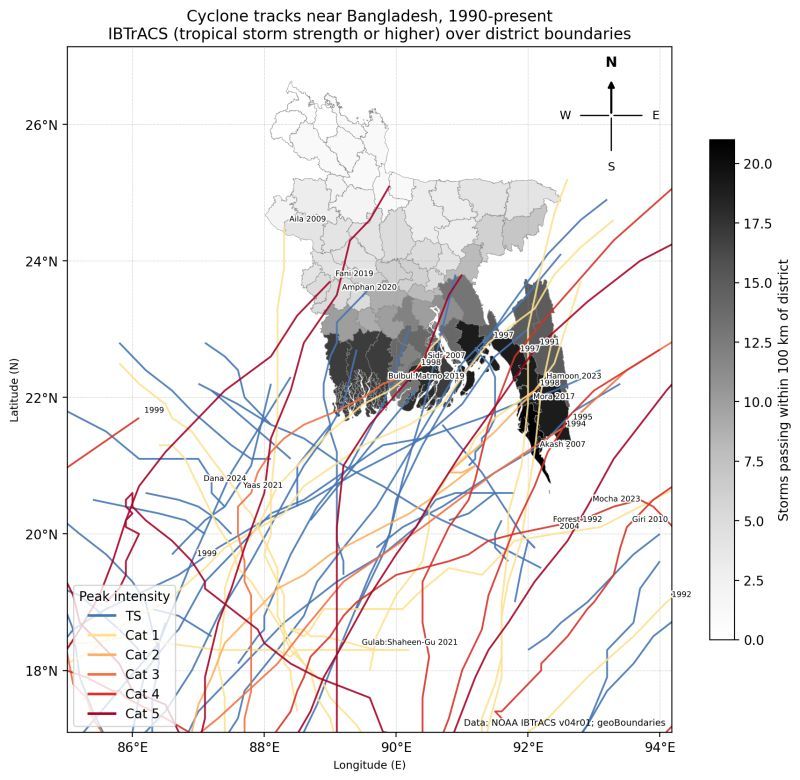 Cyclone tracks near Bangladesh, 1990-present
IBTrACS (tropical storm strength or higher) over district boundaries
N
W
E
S
26°N
24°N
22°N
20°N
18°N
Latitude (N)
Aila 2009
Fani 2019
Amphan 2020
1997
1991
1997
Sidr 2007
1998
Bulbul:Matmo 2019
Hamoon 2023
1998
Mora 2017
1999
1995
1994
Akash 2007
Dana 2024
Yaas 2021
Mocha 2023
Forrest 1992
2004
Giri 2010
1999
1992
Gulab:Shaheen-Gu 2021
Peak intensity
TS
Cat 1
Cat 2
Cat 3
Cat 4
Cat 5
Data: NOAA IBTrACS v04r01; geoBoundaries
86°E
88°E
90°E
92°E
94°E
Longitude (E)
20.0
17.5
15.0
12.5
10.0
7.5
5.0
2.5
0.0
Storms passing within 100 km of district